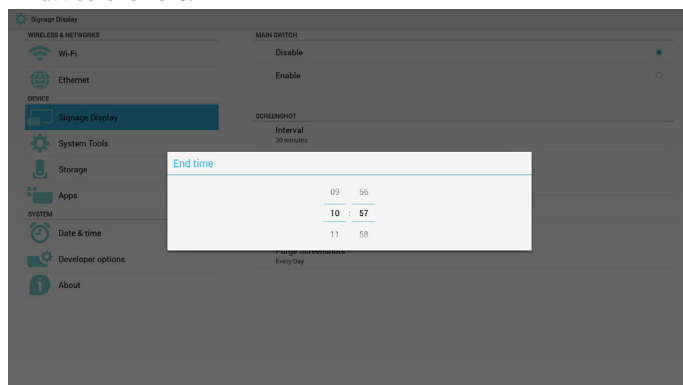 Signage Display
WIRELESS & NETWORKS
Wi-Fi
Ethernet
DEVICE
Signage Display
System Tools
Storage
Apps
SYSTEM
Date & time
Developer options
About
MAIN SWITCH
Disable
Enable
SCREENSHOT
Interval
30 minutes
End time
09 56
10 : 57
11 58
Purge Screenshots
Every Day